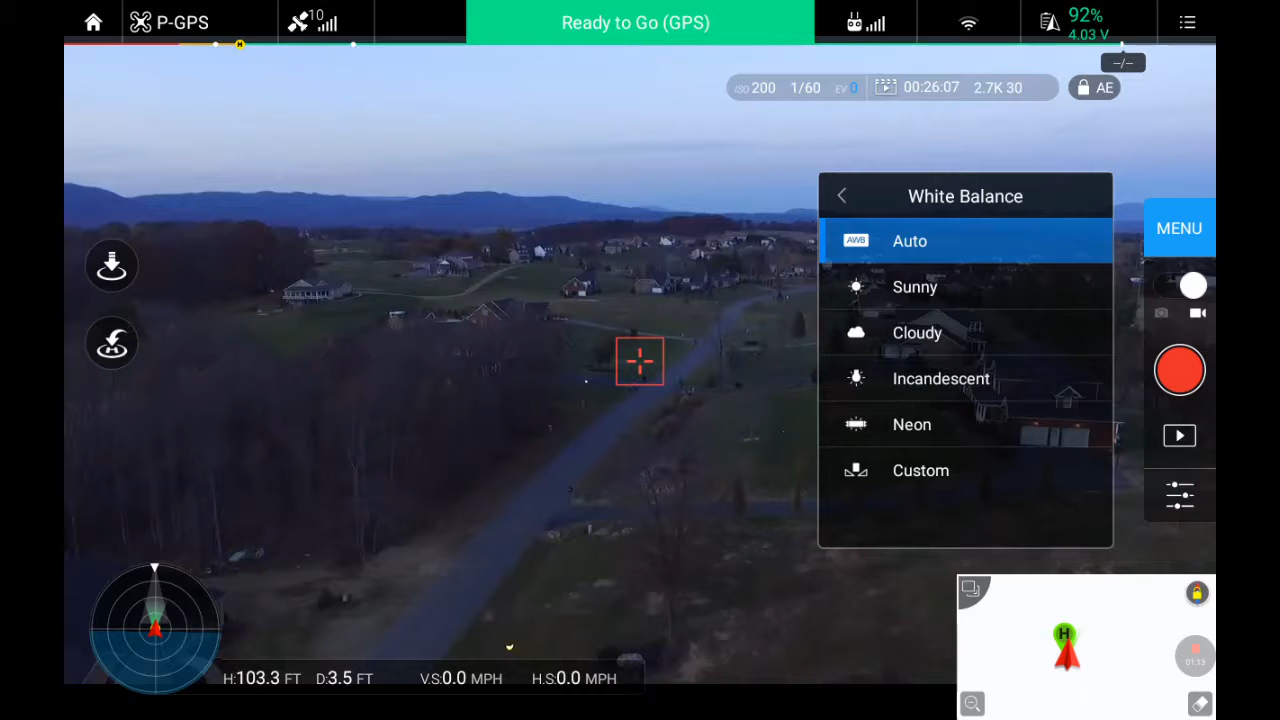 P-GPS
10
Ready to Go (GPS)
92%
4.03 V
--/--
ISO 200 1/60 EV 0 00:26:07 2.7K 30
AE
White Balance
AWB Auto
Sunny
Cloudy
Incandescent
Neon
Custom
MENU
H
H
H
01:13
H:103.3 FT D:3.5 FT V.S:0.0 MPH H.S:0.0 MPH